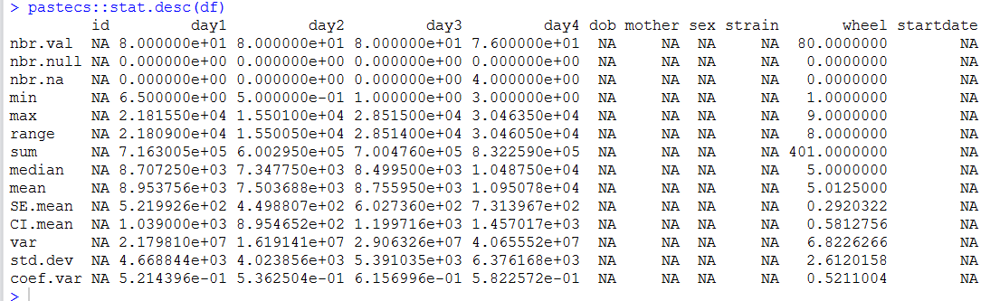 > pastecs::stat.desc(df)
id day1 day2 day3 day4 dob mother sex strain wheel startdate
nbr.val NA 8.000000e+01 8.000000e+01 8.000000e+01 7.600000e+01 NA NA NA NA 80.0000000 NA
nbr.null NA 0.000000e+00 0.000000e+00 0.000000e+00 0.000000e+00 NA NA NA NA 0.0000000 NA
nbr.na NA 0.000000e+00 0.000000e+00 0.000000e+00 4.000000e+00 NA NA NA NA 0.0000000 NA
min NA 6.500000e+00 5.000000e-01 1.000000e+00 3.000000e+00 NA NA NA NA 1.0000000 NA
max NA 2.181550e+04 1.550100e+04 2.851500e+04 3.046350e+04 NA NA NA NA 9.0000000 NA
range NA 2.180900e+04 1.550050e+04 2.851400e+04 3.046050e+04 NA NA NA NA 8.0000000 NA
sum NA 7.163005e+05 6.002950e+05 7.004760e+05 8.322590e+05 NA NA NA NA 401.0000000 NA
median NA 8.707250e+03 7.347750e+03 8.499500e+03 1.048750e+04 NA NA NA NA 5.0000000 NA
mean NA 8.953756e+03 7.503688e+03 8.755950e+03 1.095078e+04 NA NA NA NA 5.0125000 NA
SE.mean NA 5.219926e+02 4.498807e+02 6.027360e+02 7.313967e+02 NA NA NA NA 0.2920322 NA
CI.mean NA 1.039000e+03 8.954652e+02 1.199716e+03 1.457017e+03 NA NA NA NA 0.5812756 NA
var NA 2.179810e+07 1.619141e+07 2.906326e+07 4.065552e+07 NA NA NA NA 6.8226266 NA
std.dev NA 4.668844e+03 4.023856e+03 5.391035e+03 6.376168e+03 NA NA NA NA 2.6120158 NA
coef.var NA 5.214396e-01 5.362504e-01 6.156996e-01 5.822572e-01 NA NA NA NA 0.5211004 NA
>